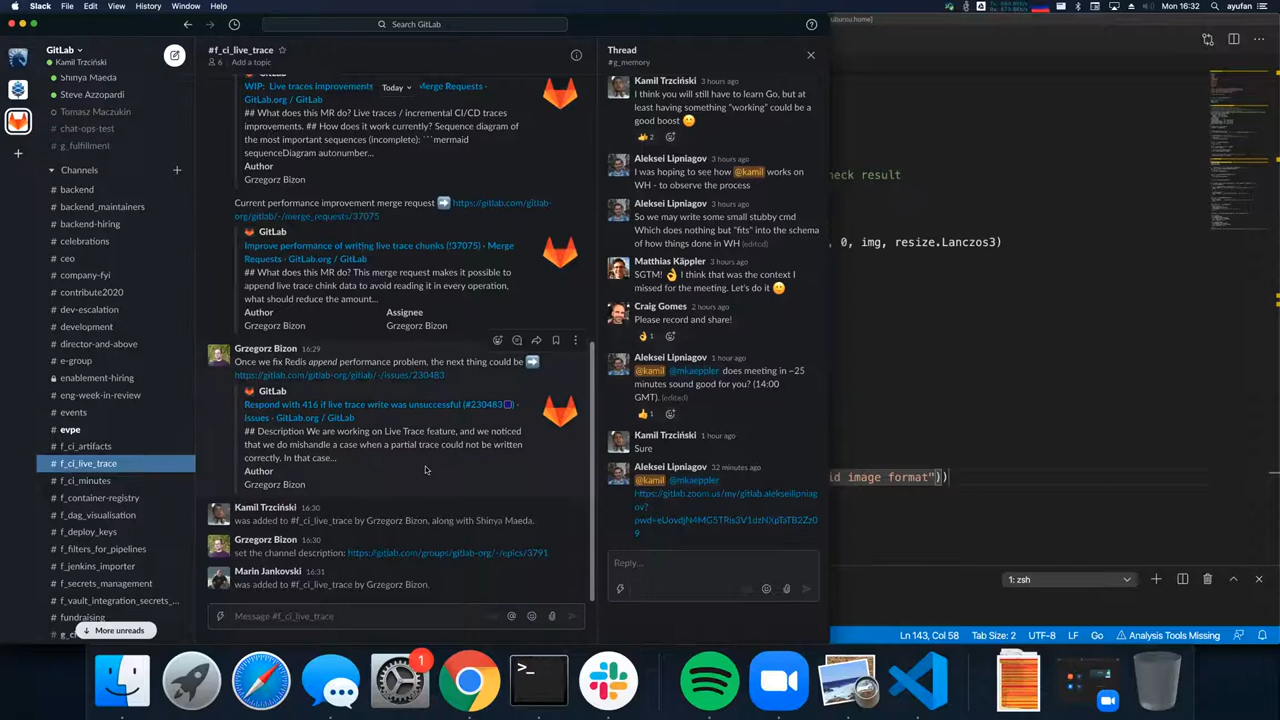 Slack File Edit View History Window Help
Mon 16:32 ayufan
Search GitLab
ubunsu.home]
GitLab
Kamil Trzciński
Shinya Maeda
Steve Azzopardi
Tomasz Maczukin
chat-ops-test
g_fulfillment
Channels
# backend
# backend_maintainers
# backend-hiring
# celebrations
# ceo
# company-fyi
# contribute2020
# dev-escalation
# development
# director-and-above
# e-group
enablement-hiring
# eng-week-in-review
# events
# evpe
# f_ci_artifacts
# f_ci_live_trace
# f_ci_minutes
# f_container-registry
# f_dag_visualisation
# f_deploy_keys
# f_filters_for_pipelines
# f_jenkins_importer
# f_secrets_management
# f_vault_integration_secrets_...
# fundraising
More unreads
#f_ci_live_trace
6 Add a topic
GitLab
WIP: Live traces improvements
Today
Merge Requests ·
GitLab.org / GitLab
## What does this MR do? Live traces / incremental CI/CD traces
improvements. ## How does it work currently? Sequence diagram of
the most important sequences (incomplete): ```mermaid
sequenceDiagram autonumber...
Author
Grzegorz Bizon
Current performance improvement merge request https://gitlab.com/gitlab-
org/gitlab/-/merge_requests/37075
GitLab
Improve performance of writing live trace chunks (!37075) · Merge
Requests · GitLab.org / GitLab
## What does this MR do? This merge request makes it possible to
append live trace chink data to avoid reading it in every operation,
what should reduce the amount...
Author Assignee
Grzegorz Bizon Grzegorz Bizon
Grzegorz Bizon 16:29
Once we fix Redis append performance problem, the next thing could be
https://gitlab.com/gitlab-org/gitlab/-/issues/230483
GitLab
Respond with 416 if live trace write was unsuccessful (#230483) ·
Issues · GitLab.org / GitLab
## Description We are working on Live Trace feature, and we noticed
that we do mishandle a case when a partial trace could not be written
correctly. In that case...
Author
Grzegorz Bizon
Kamil Trzciński 16:30
was added to #f_ci_live_trace by Grzegorz Bizon, along with Shinya Maeda.
Grzegorz Bizon 16:30
set the channel description: https://gitlab.com/groups/gitlab-org/-/epics/3791
Marin Jankovski 16:31
was added to #f_ci_live_trace by Grzegorz Bizon.
Message #f_ci_live_trace
Thread
#g_memory
Kamil Trzciński 3 hours ago
I think you will still have to learn Go, but at
least having something "working" could be a
good boost
2
Aleksei Lipniagov 3 hours ago
I was hoping to see how @kamil works on
WH - to observe the process
Aleksei Lipniagov 3 hours ago
So we may write some small stubby cmd
Which does nothing but "fits" into the schema
of how things done in WH (edited)
Matthias Käppler 3 hours ago
SGTM! I think that was the context I
missed for the meeting. Let's do it
Craig Gomes 2 hours ago
Please record and share!
1
Aleksei Lipniagov 1 hour ago
@kamil @mkaeppler does meeting in ~25
minutes sound good for you? (14:00
GMT). (edited)
1
Kamil Trzciński 1 hour ago
Sure
Aleksei Lipniagov 32 minutes ago
@kamil @mkaeppler
https://gitlab.zoom.us/my/gitlab.alekseilipniag
ov?
pwd=eUovdjN4MG5TRis3V1dzNXpTaTB2Zz0
9
Reply...
heck result
, 0, img, resize.Lanczos3)
id image format"))
1: zsh
Ln 143, Col 58 Tab Size: 2 UTF-8 LF Go Analysis Tools Missing
1